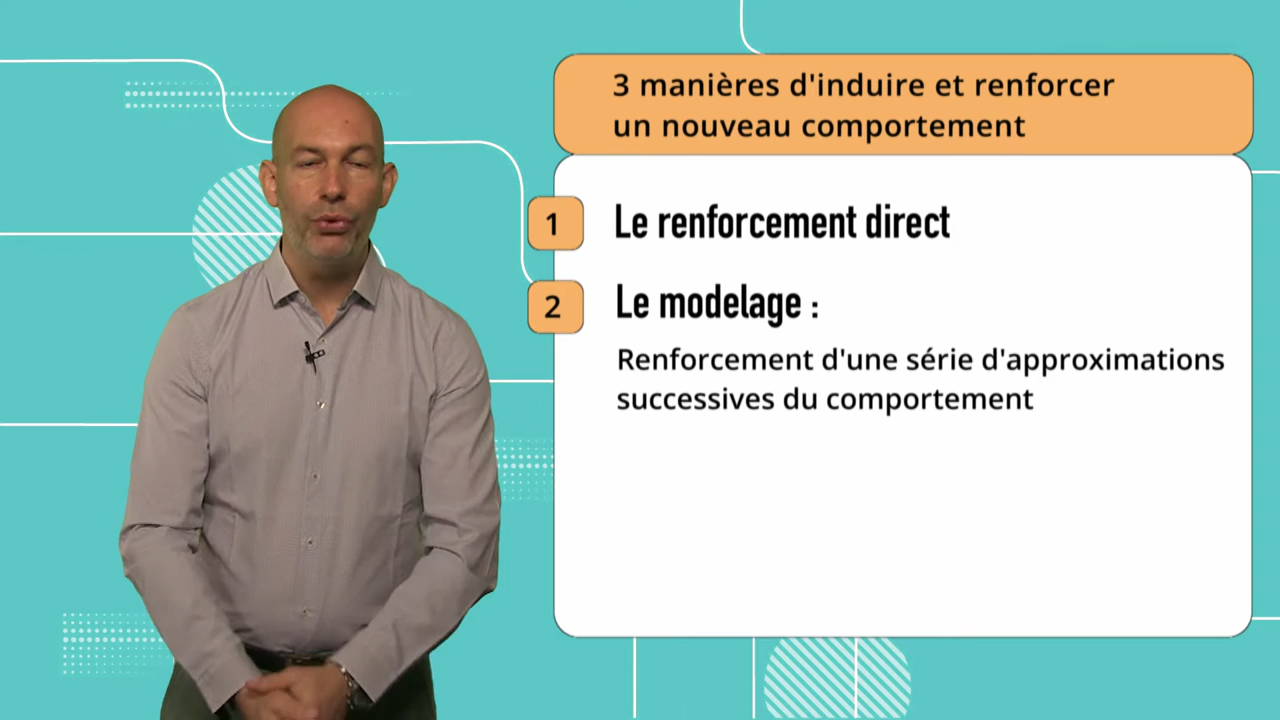 3 manières d'induire et renforcer
un nouveau comportement
1 Le renforcement direct
2 Le modelage :
Renforcement d'une série d'approximations
successives du comportement